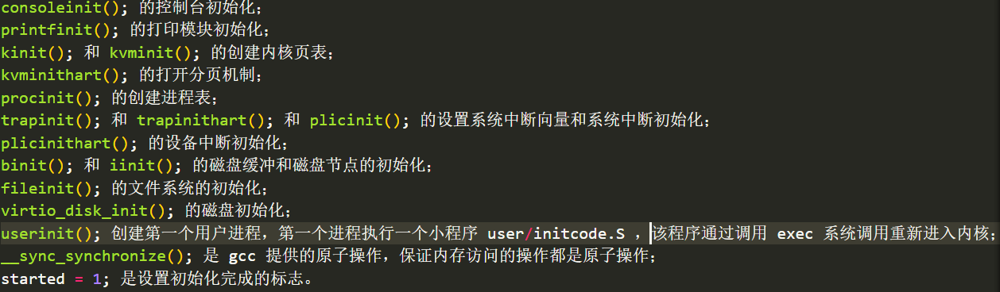 consoleinit(); 的控制台初始化；
printfinit(); 的打印模块初始化；
kinit(); 和 kvminit(); 的创建内核页表；
kvminithart(); 的打开分页机制；
procinit(); 的创建进程表；
trapinit(); 和 trapinithart(); 和 plicinit(); 的设置系统中断向量和系统中断初始化；
plicinithart(); 的设备中断初始化；
binit(); 和 iinit(); 的磁盘缓冲和磁盘节点的初始化；
fileinit(); 的文件系统的初始化；
virtio_disk_init(); 的磁盘初始化；
userinit(); 创建第一个用户进程，第一个进程执行一个小程序 user/initcode.S ，该程序通过调用 exec 系统调用重新进入内核；
__sync_synchronize(); 是 gcc 提供的原子操作，保证内存访问的操作都是原子操作；
started = 1; 是设置初始化完成的标志。